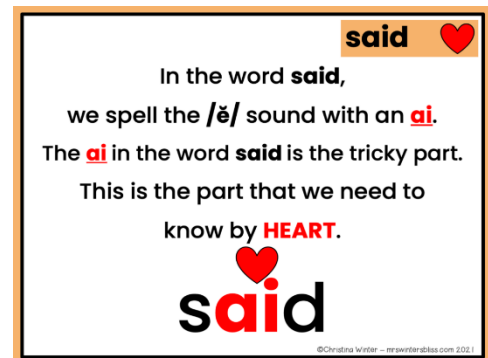 said
In the word said,
we spell the /ĕ/ sound with an ai.
The ai in the word said is the tricky part.
This is the part that we need to
know by HEART.
said
©Christina Winter - mrswintersbliss.com 2021